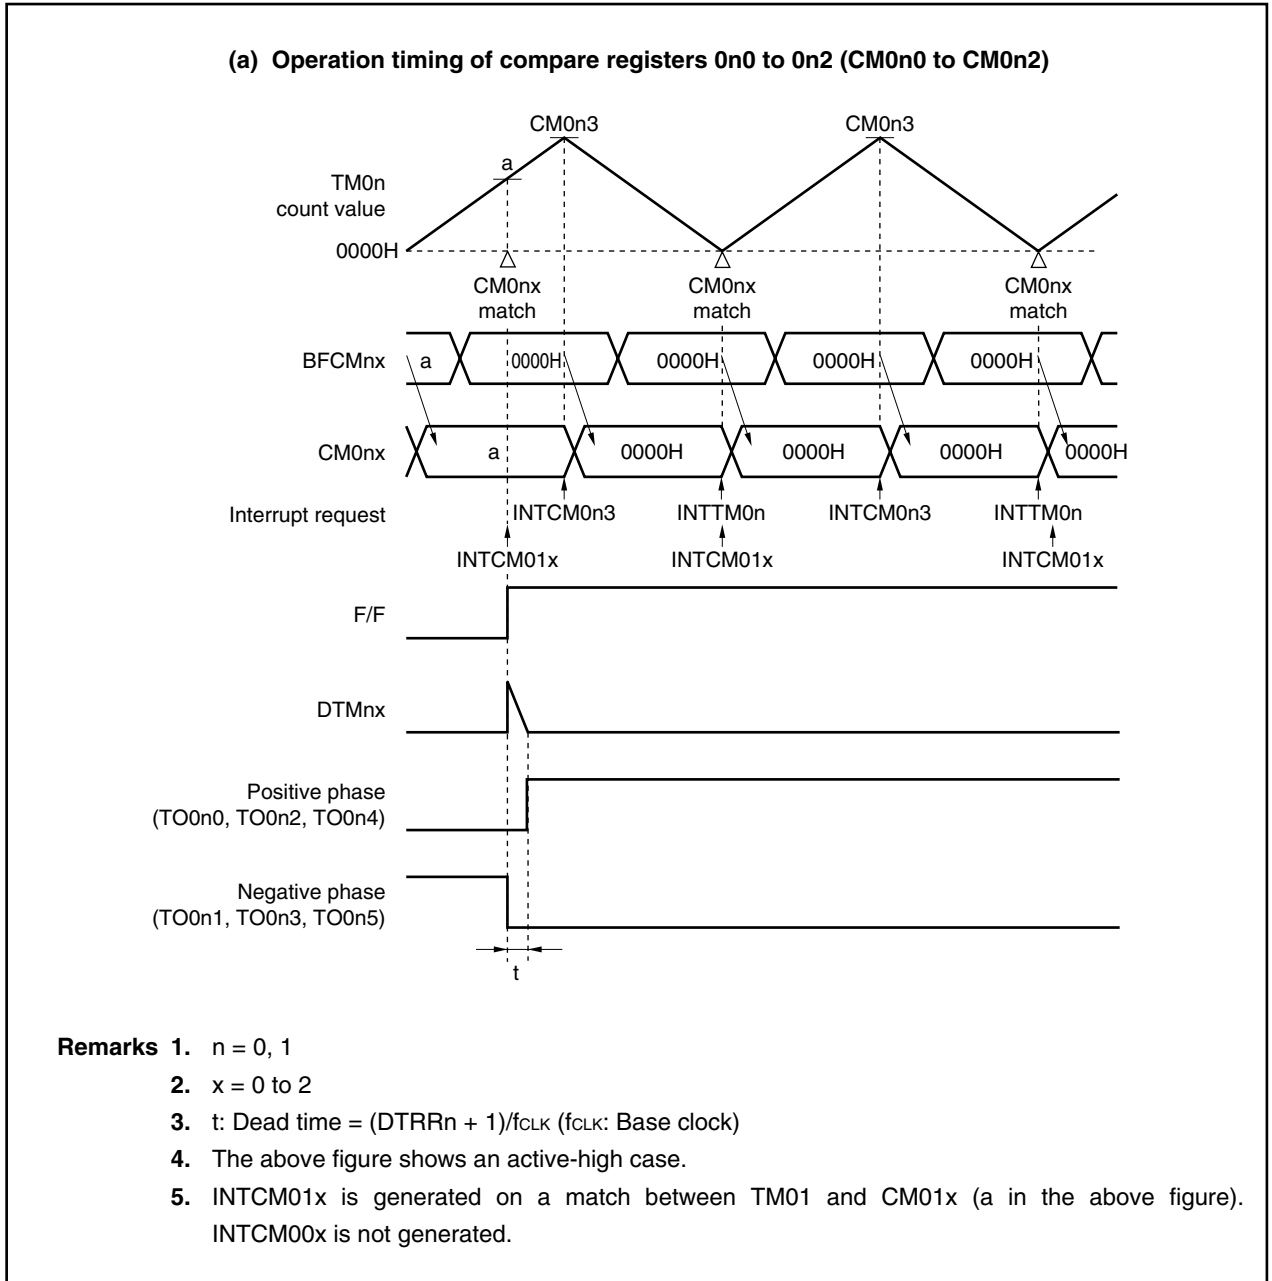 (a) Operation timing of compare registers 0n0 to 0n2 (CM0n0 to CM0n2)
CM0n3 CM0n3
a
TM0n
count value
0000H
CM0nx
match
CM0nx
match
CM0nx
match
BFCMnx a 0000H 0000H 0000H 0000H
CM0nx a 0000H 0000H 0000H 0000H
Interrupt request INTCM0n3 INTTM0n INTCM0n3 INTTM0n
INTCM01x INTCM01x INTCM01x
F/F
DTMnx
Positive phase
(TO0n0, TO0n2, TO0n4)
Negative phase
(TO0n1, TO0n3, TO0n5)
t
Remarks 1. n = 0, 1
2. x = 0 to 2
3. t: Dead time = (DTRRn + 1)/fCLK (fCLK: Base clock)
4. The above figure shows an active-high case.
5. INTCM01x is generated on a match between TM01 and CM01x (a in the above figure).
INTCM00x is not generated.